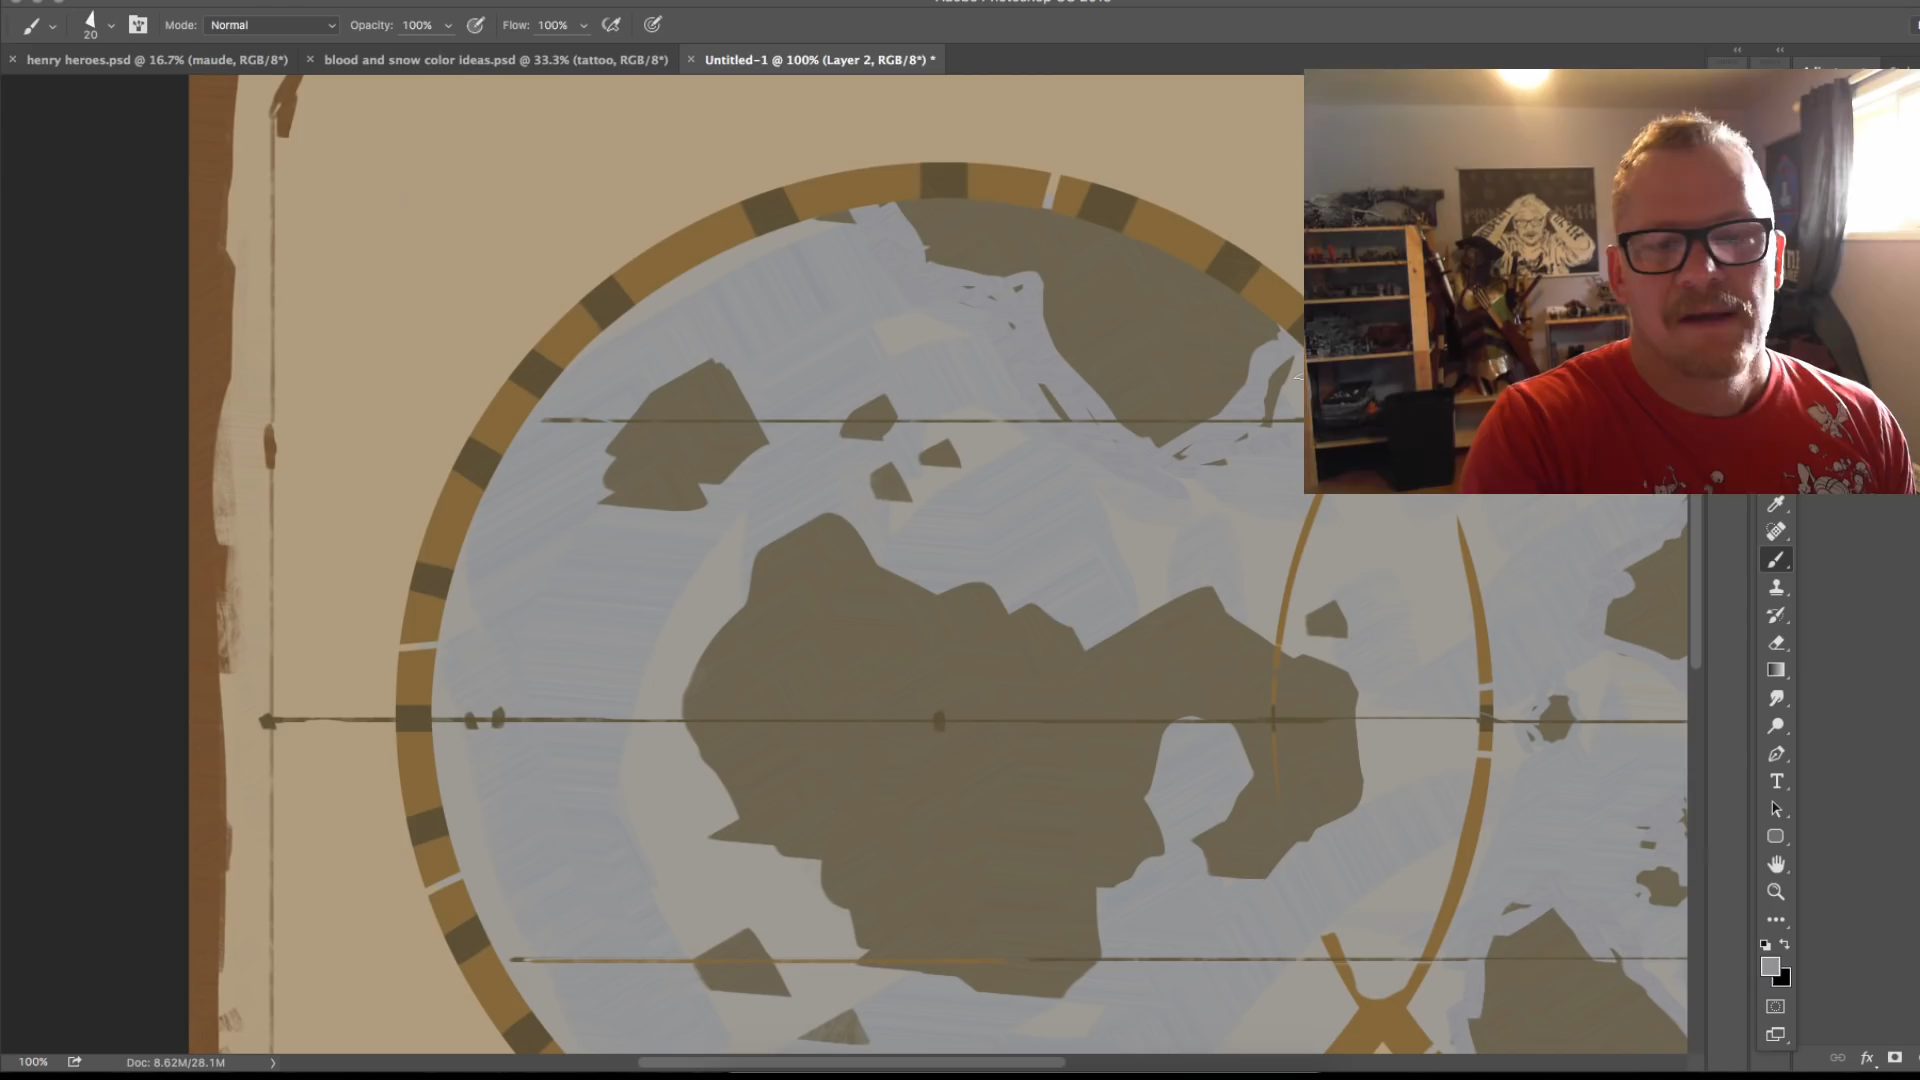 20
Mode: Normal
Opacity: 100%
Flow: 100%
henry heroes.psd @ 16.7% (maude, RGB/8*)
blood and snow color ideas.psd @ 33.3% (tattoo, RGB/8*)
Untitled-1 @ 100% (Layer 2, RGB/8*) *
T
100%
Doc: 8.62M/28.1M
fx